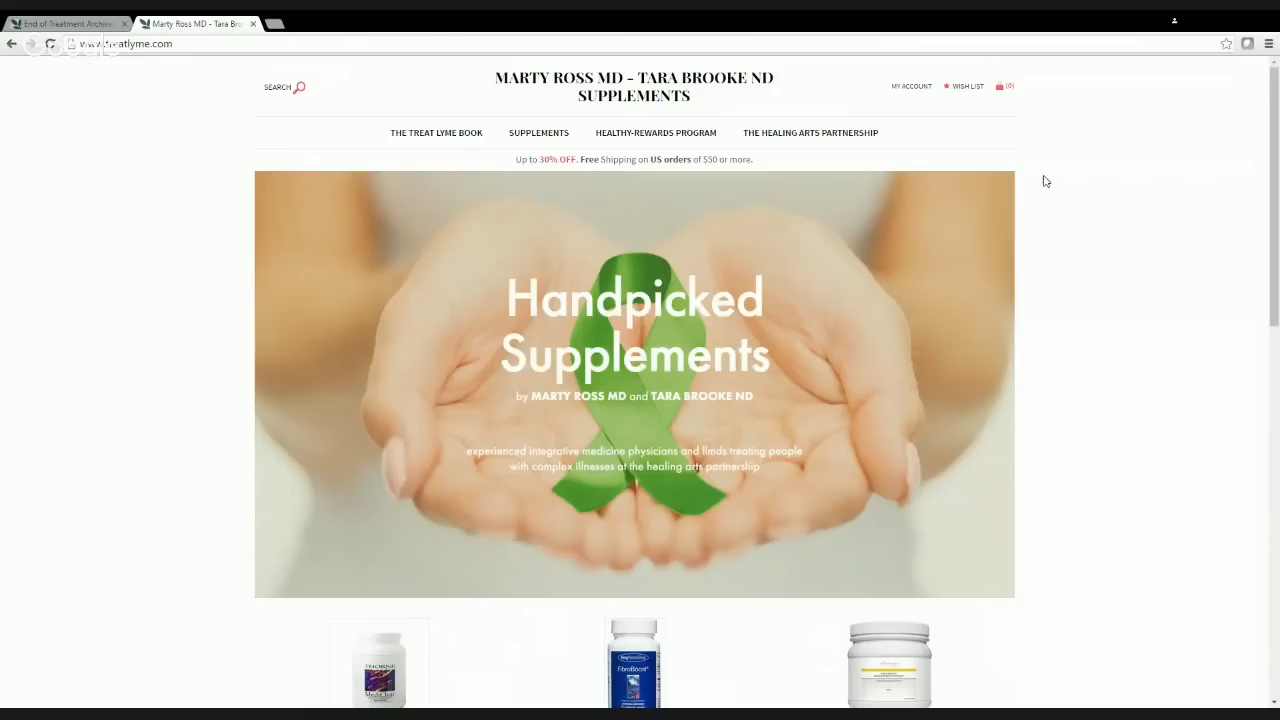 End of Treatment Archive
Marty Ross MD - Tara Bro
www.treatlyme.com
SEARCH
MARTY ROSS MD - TARA BROOKE ND
SUPPLEMENTS
MY ACCOUNT
WISH LIST
(0)
THE TREAT LYME BOOK
SUPPLEMENTS
HEALTHY-REWARDS PROGRAM
THE HEALING ARTS PARTNERSHIP
Up to 30% OFF. Free Shipping on US orders of $50 or more.
Handpicked
Supplements
by MARTY ROSS MD and TARA BROOKE ND
experienced integrative medicine physicians and llmds treating people
with complex illnesses at the healing arts partnership
THORNE
MediClear
FibroBoost